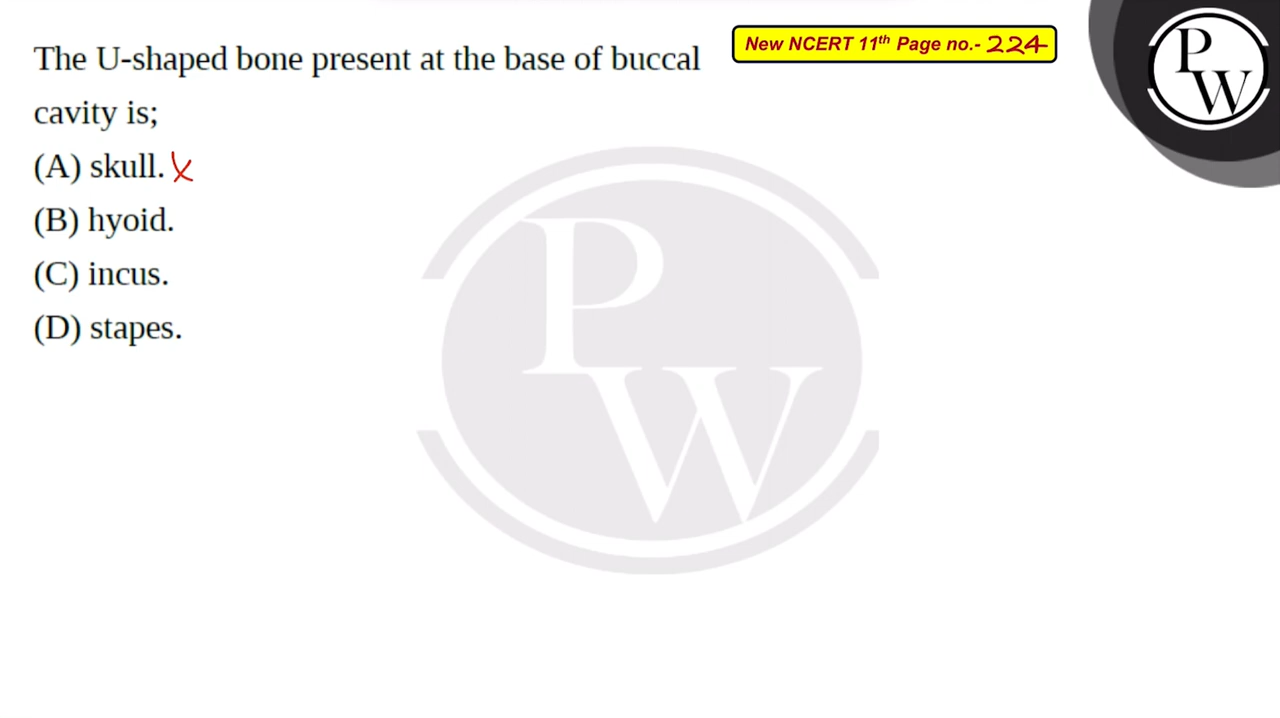 The U-shaped bone present at the base of buccal
cavity is;
(A) skull. X
(B) hyoid.
(C) incus.
(D) stapes.
New NCERT 11th Page no.- 224
P
W
P
W